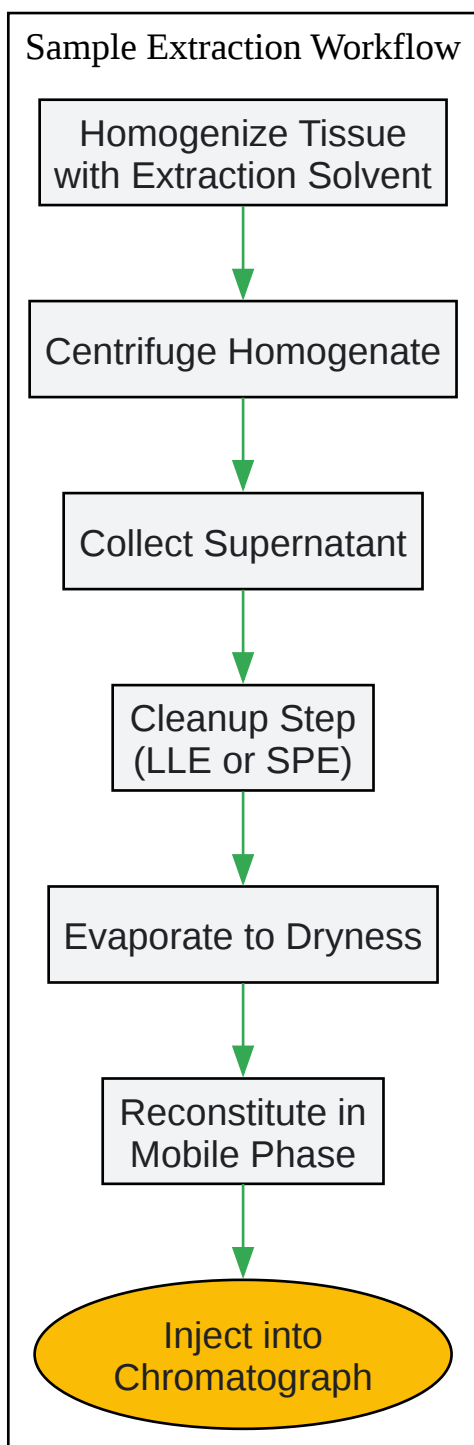 Sample Extraction Workflow
Homogenize Tissue
with Extraction Solvent
Centrifuge Homogenate
Collect Supernatant
Cleanup Step
(LLE or SPE)
Evaporate to Dryness
Reconstitute in
Mobile Phase
Inject into
Chromatograph